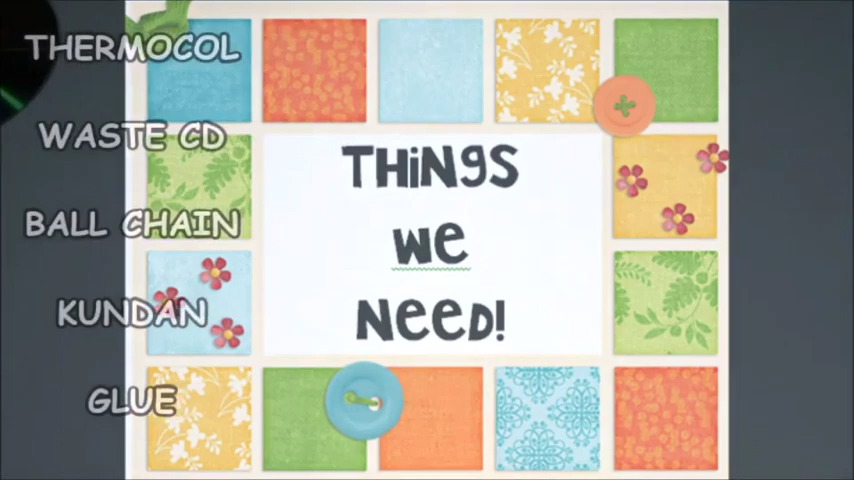 THERMOCOL
WASTE CD
BALL CHAIN
KUNDAN
GLUE
THiNgS
we
NeeD!